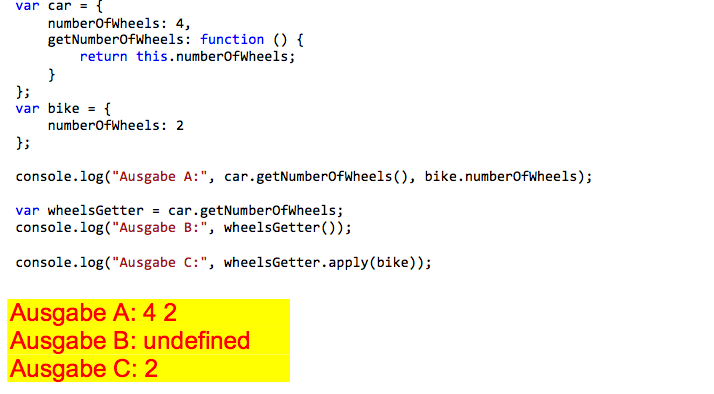 var car = {
numberOfWheels: 4,
getNumberOfWheels: function () {
return this.numberOfWheels;
}
};
var bike = {
numberOfWheels: 2
};
console.log("Ausgabe A:", car.getNumberOfWheels(), bike.numberOfWheels);
var wheelsGetter = car.getNumberOfWheels;
console.log("Ausgabe B:", wheelsGetter());
console.log("Ausgabe C:", wheelsGetter.apply(bike));
Ausgabe A: 4 2
Ausgabe B: undefined
Ausgabe C: 2